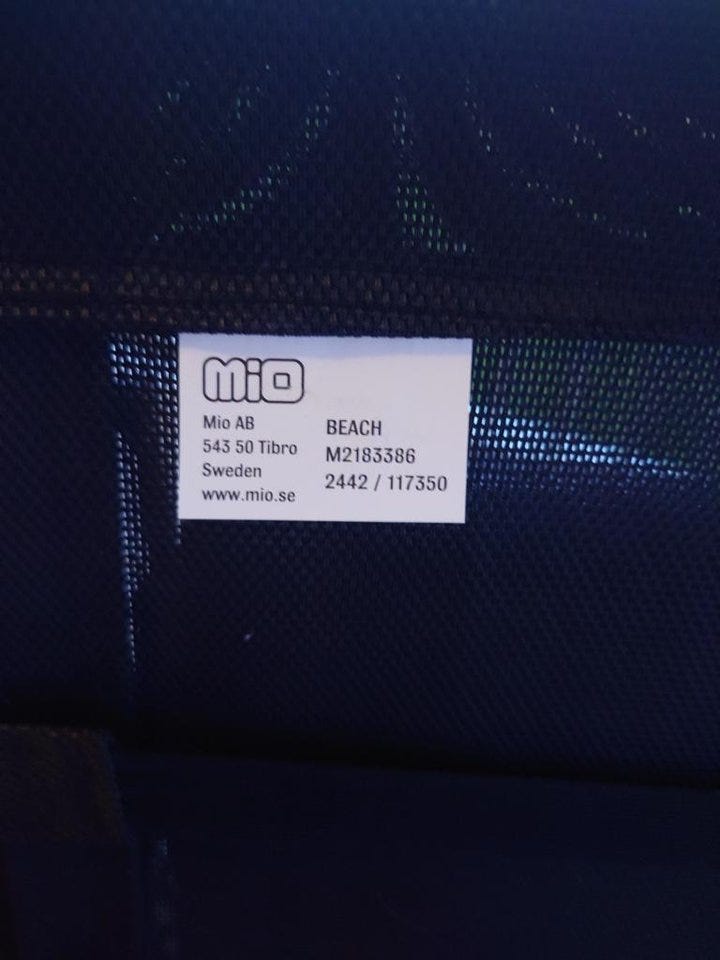 MiO
Mio AB
543 50 Tibro
Sweden
www.mio.se
BEACH
M2183386
2442 / 117350